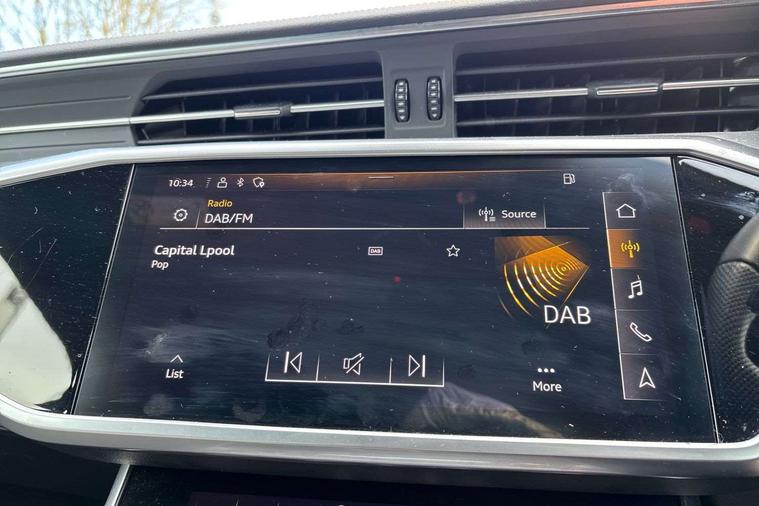 10:34
Radio
DAB/FM
Source
Capital Lpool
DAB
Pop
DAB
List
More